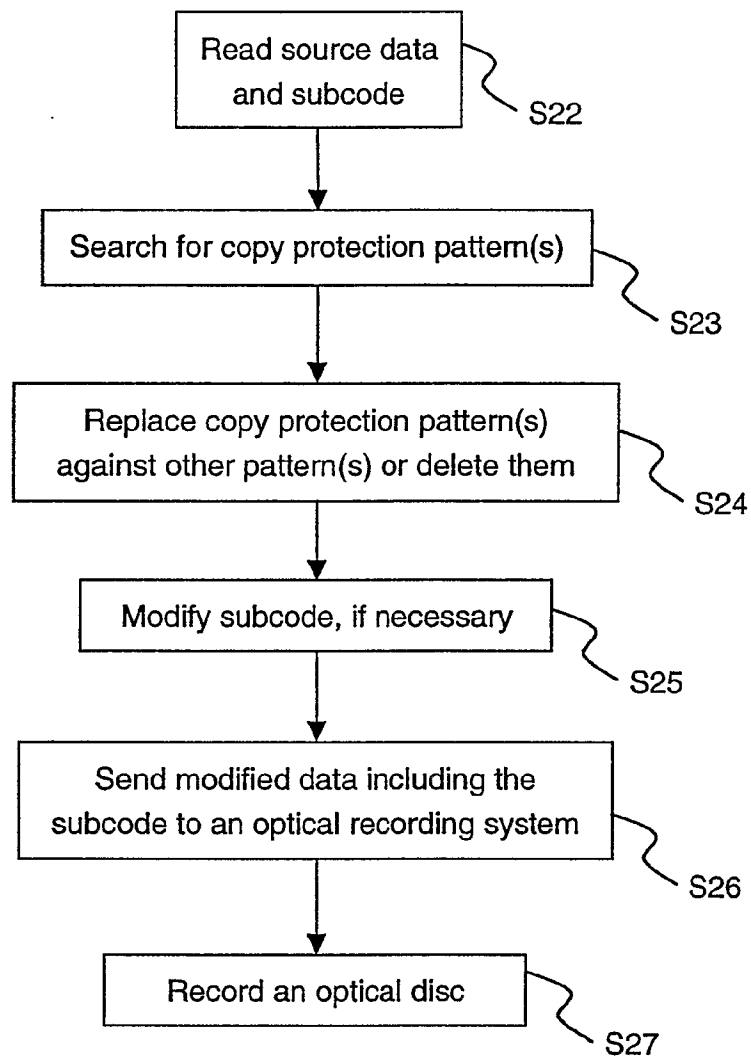 Read source data
and subcode
S22
Search for copy protection pattern(s)
S23
Replace copy protection pattern(s)
against other pattern(s) or delete them
S24
Modify subcode, if necessary
S25
Send modified data including the
subcode to an optical recording system
S26
Record an optical disc
S27